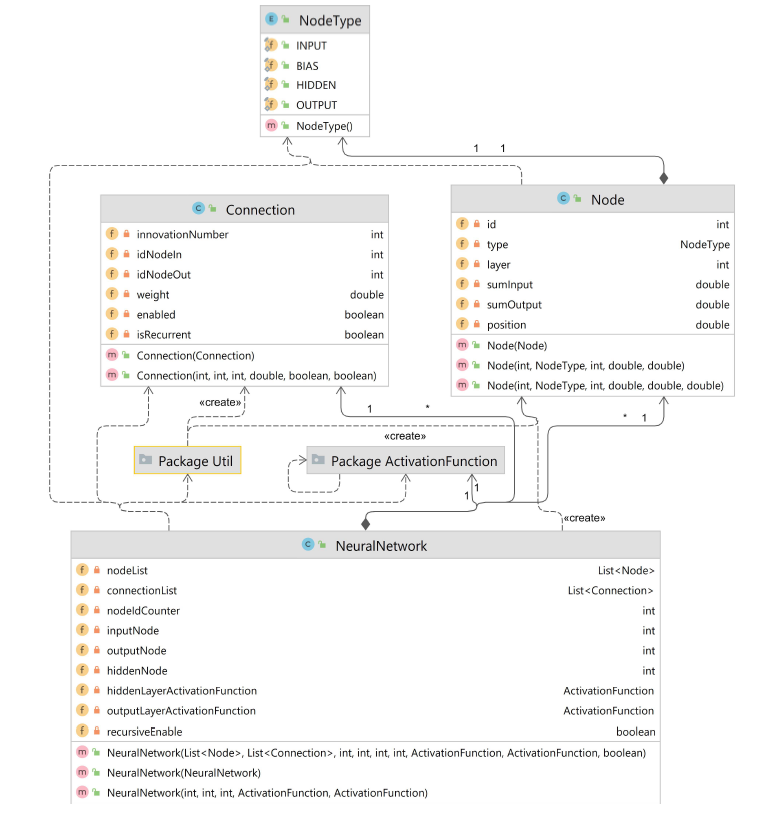 NodeType
INPUT
BIAS
HIDDEN
OUTPUT
NodeType()
1 1
Connection
innovationNumber int
idNodeIn int
idNodeOut int
weight double
enabled boolean
isRecurrent boolean
Connection(Connection)
Connection(int, int, int, double, boolean, boolean)
Node
id int
type NodeType
layer int
sumInput double
sumOutput double
position double
Node(Node)
Node(int, NodeType, int, double, double)
Node(int, NodeType, int, double, double, double)
«create»
1 *
* 1
«create»
Package Util
Package ActivationFunction
1
1
«create»
NeuralNetwork
nodeList List<Node>
connectionList List<Connection>
nodeIdCounter int
inputNode int
outputNode int
hiddenNode int
hiddenLayerActivationFunction ActivationFunction
outputLayerActivationFunction ActivationFunction
recursiveEnable boolean
NeuralNetwork(List<Node>, List<Connection>, int, int, int, int, ActivationFunction, ActivationFunction, boolean)
NeuralNetwork(NeuralNetwork)
NeuralNetwork(int, int, int, ActivationFunction, ActivationFunction)